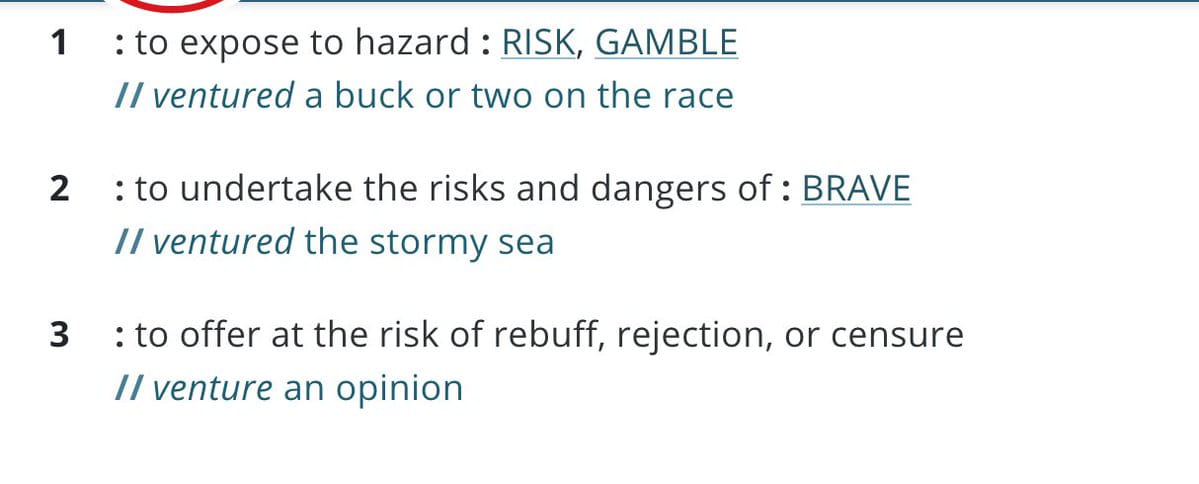 1 : to expose to hazard : RISK, GAMBLE
// ventured a buck or two on the race
2 : to undertake the risks and dangers of : BRAVE
// ventured the stormy sea
3 : to offer at the risk of rebuff, rejection, or censure
// venture an opinion